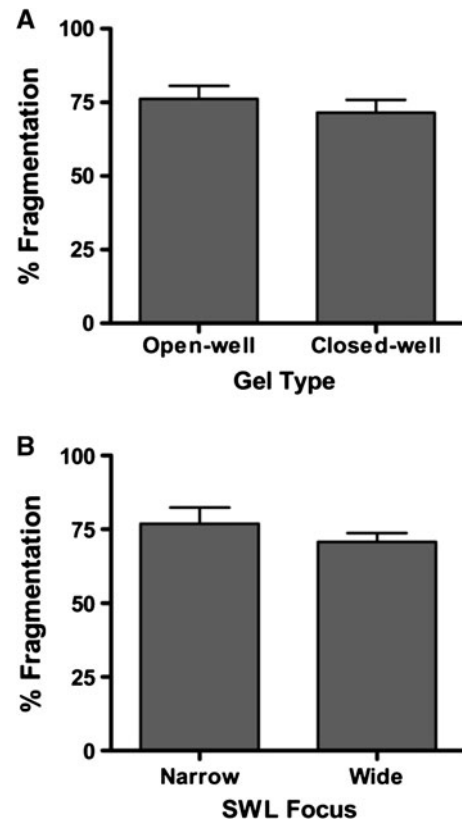 A
100
75
50
25
0
% Fragmentation
Open-well Closed-well
Gel Type
B
100
75
50
25
0
% Fragmentation
Narrow Wide
SWL Focus